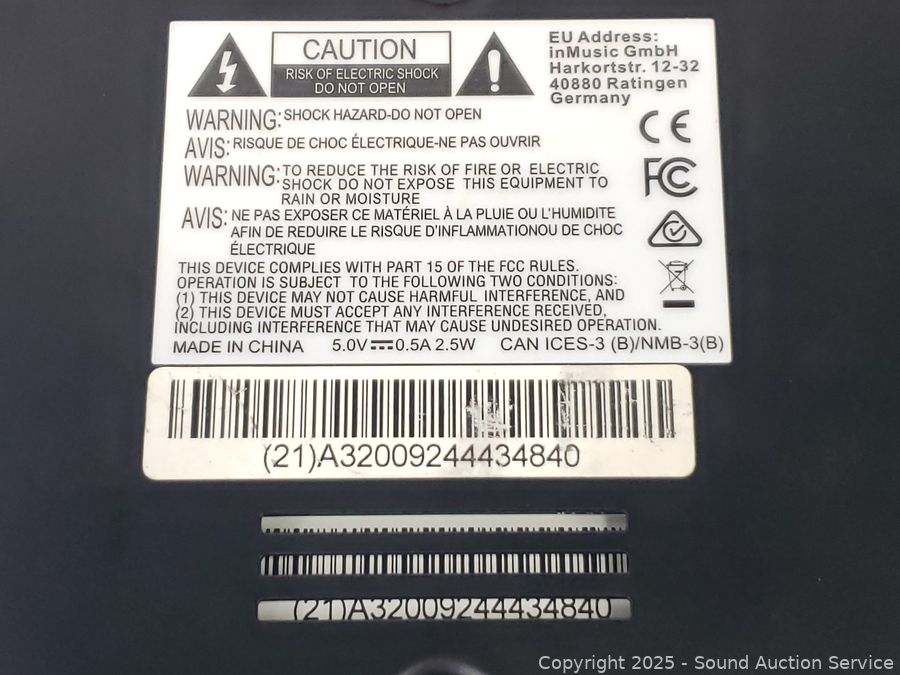 CAUTION
RISK OF ELECTRIC SHOCK
DO NOT OPEN
EU Address:
inMusic GmbH
Harkortstr. 12-32
40880 Ratingen
Germany
WARNING: SHOCK HAZARD-DO NOT OPEN
AVIS: RISQUE DE CHOC ÉLECTRIQUE-NE PAS OUVRIR
WARNING: TO REDUCE THE RISK OF FIRE OR ELECTRIC
SHOCK DO NOT EXPOSE THIS EQUIPMENT TO
RAIN OR MOISTURE
AVIS: NE PAS EXPOSER CE MATÉRIEL À LA PLUIE OU L'HUMIDITE
AFIN DE REDUIRE LE RISQUE D'INFLAMMATIONOU DE CHOC
ÉLECTRIQUE
CE
FC
THIS DEVICE COMPLIES WITH PART 15 OF THE FCC RULES.
OPERATION IS SUBJECT TO THE FOLLOWING TWO CONDITIONS:
(1) THIS DEVICE MAY NOT CAUSE HARMFUL INTERFERENCE, AND
(2) THIS DEVICE MUST ACCEPT ANY INTERFERENCE RECEIVED,
INCLUDING INTERFERENCE THAT MAY CAUSE UNDESIRED OPERATION.
MADE IN CHINA 5.0V 0.5A 2.5W CAN ICES-3 (B)/NMB-3(B)
(21)A32009244434840
(21)A32009244434840
Copyright 2025 - Sound Auction Service